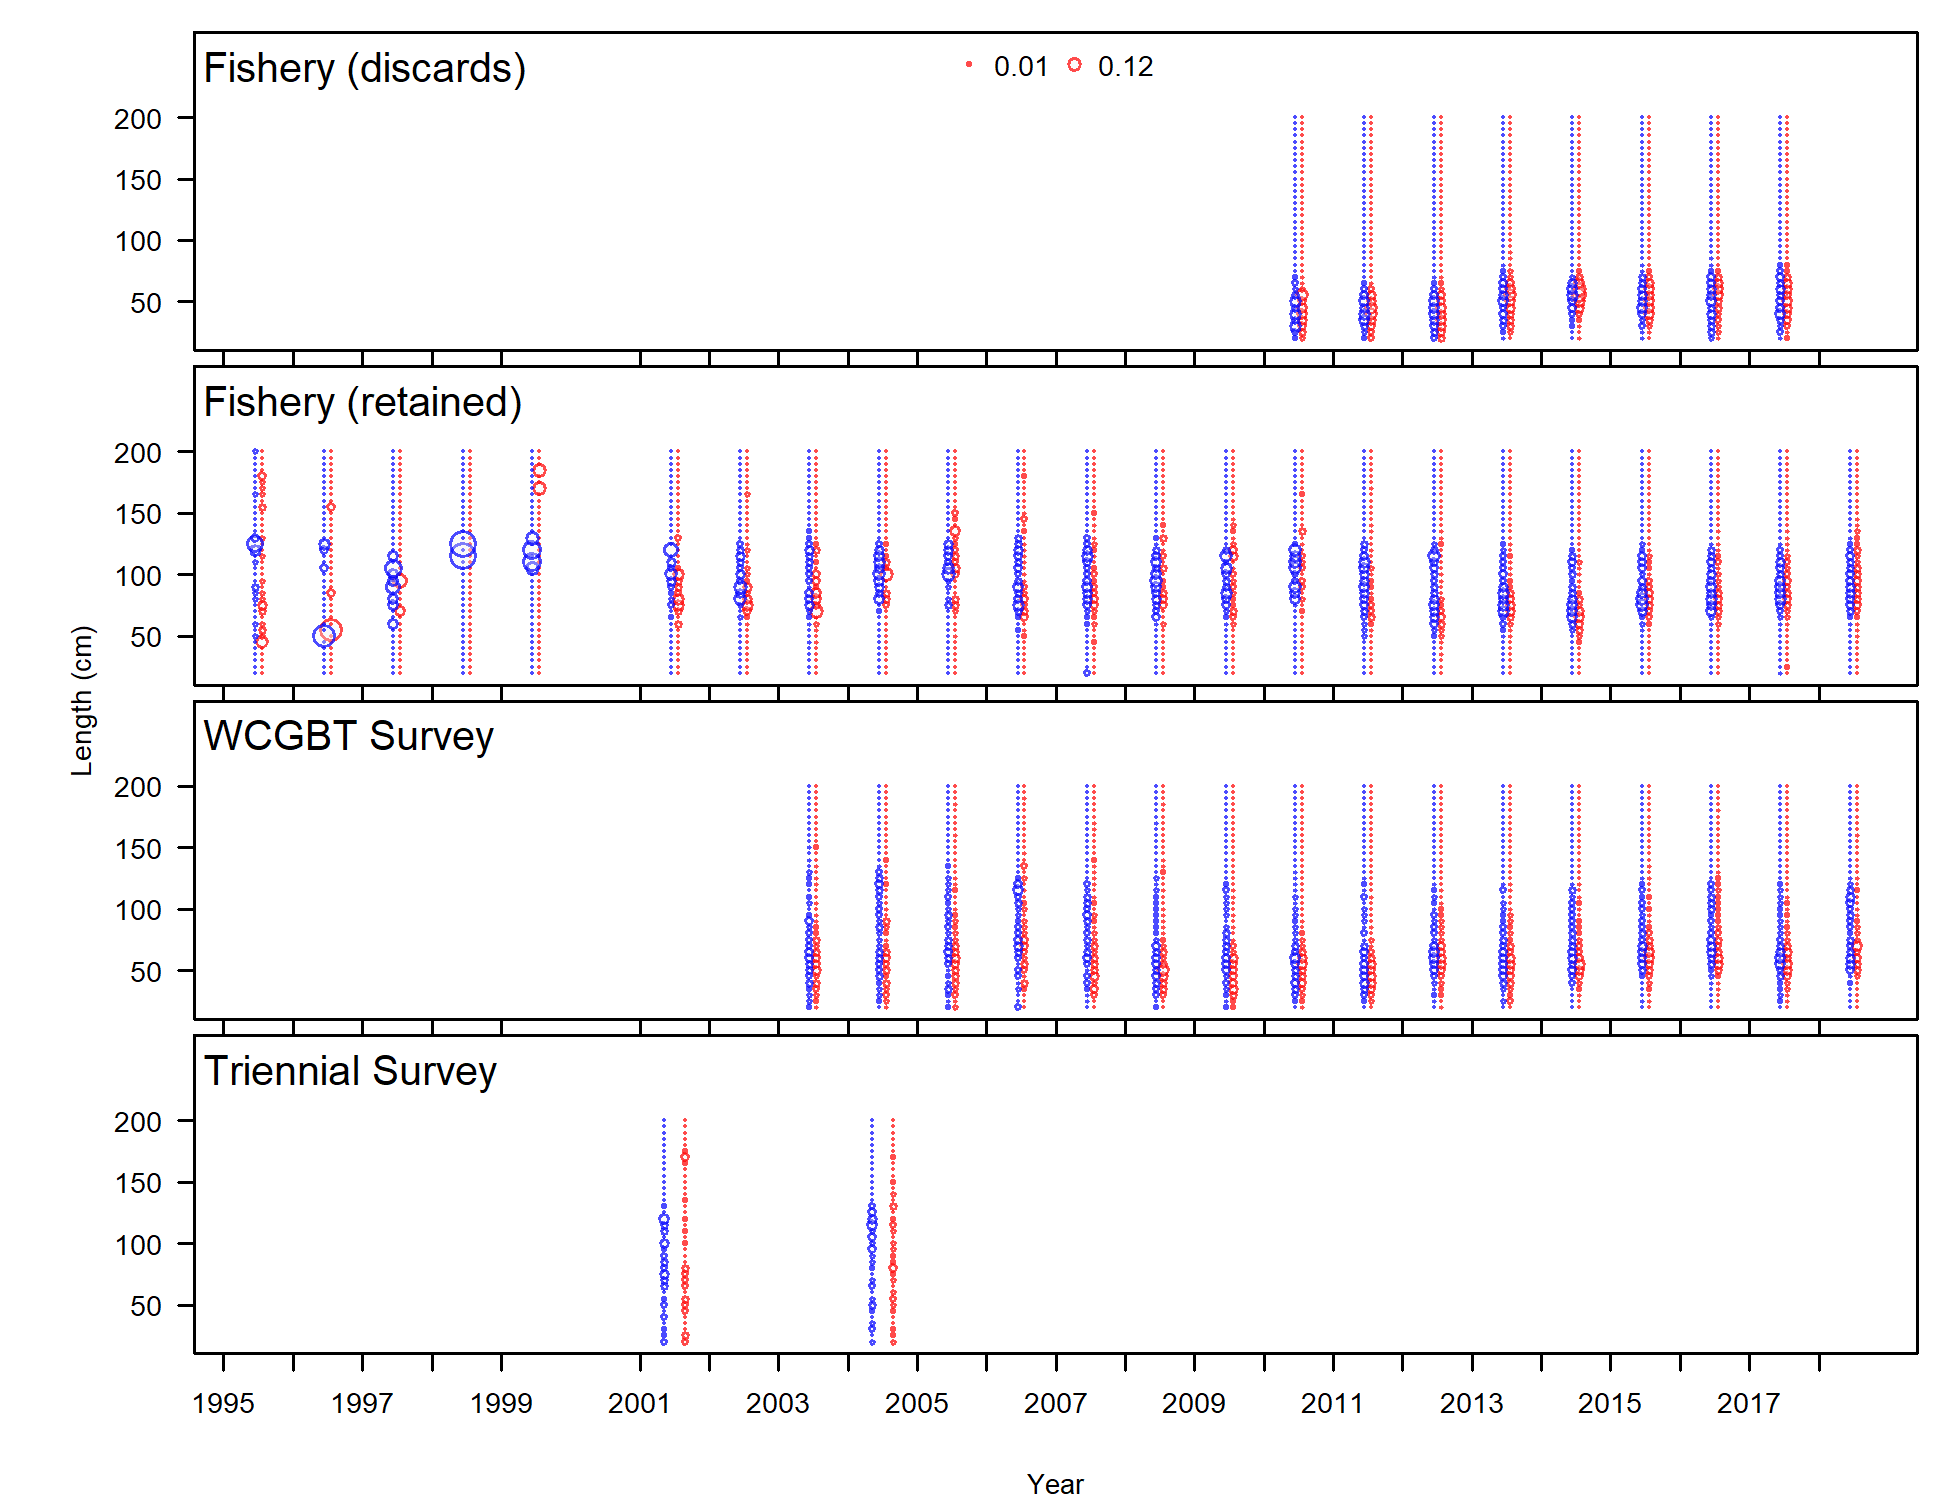 Fishery (discards)
0.01
0.12
200
150
100
50
Fishery (retained)
200
150
100
50
Length (cm)
WCGBT Survey
200
150
100
50
Triennial Survey
200
150
100
50
1995 1997 1999 2001 2003 2005 2007 2009 2011 2013 2015 2017
Year